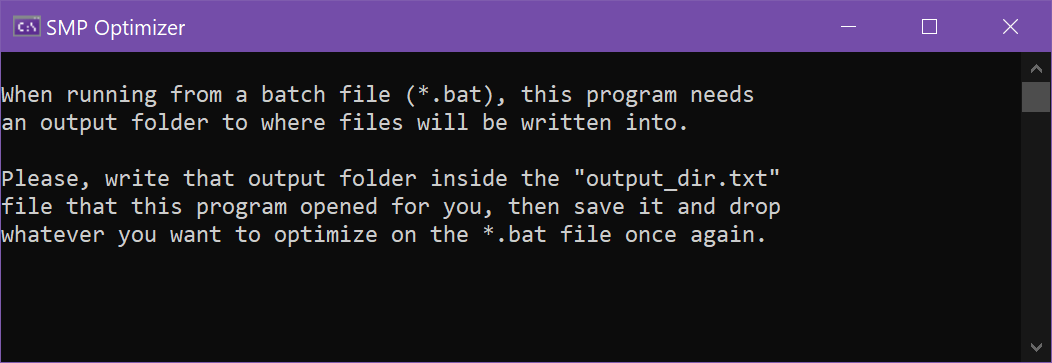 C:\ SMP Optimizer
When running from a batch file (*.bat), this program needs
an output folder to where files will be written into.
Please, write that output folder inside the "output_dir.txt"
file that this program opened for you, then save it and drop
whatever you want to optimize on the *.bat file once again.